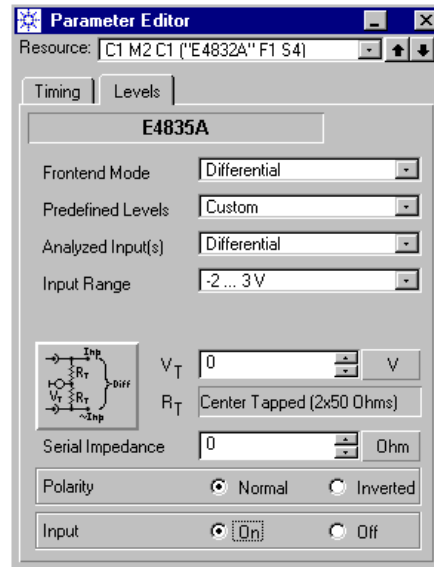 Parameter Editor
Resource: C1 M2 C1 ("E4832A" F1 S4)
Timing Levels
E4835A
Frontend Mode Differential
Predefined Levels Custom
Analyzed Input(s) Differential
Input Range -2 ... 3 V
Inp
RT
VT
RT
Diff
~Inp
VT 0 V
RT Center Tapped (2x50 Ohms)
Serial Impedance 0 Ohm
Polarity Normal Inverted
Input On Off